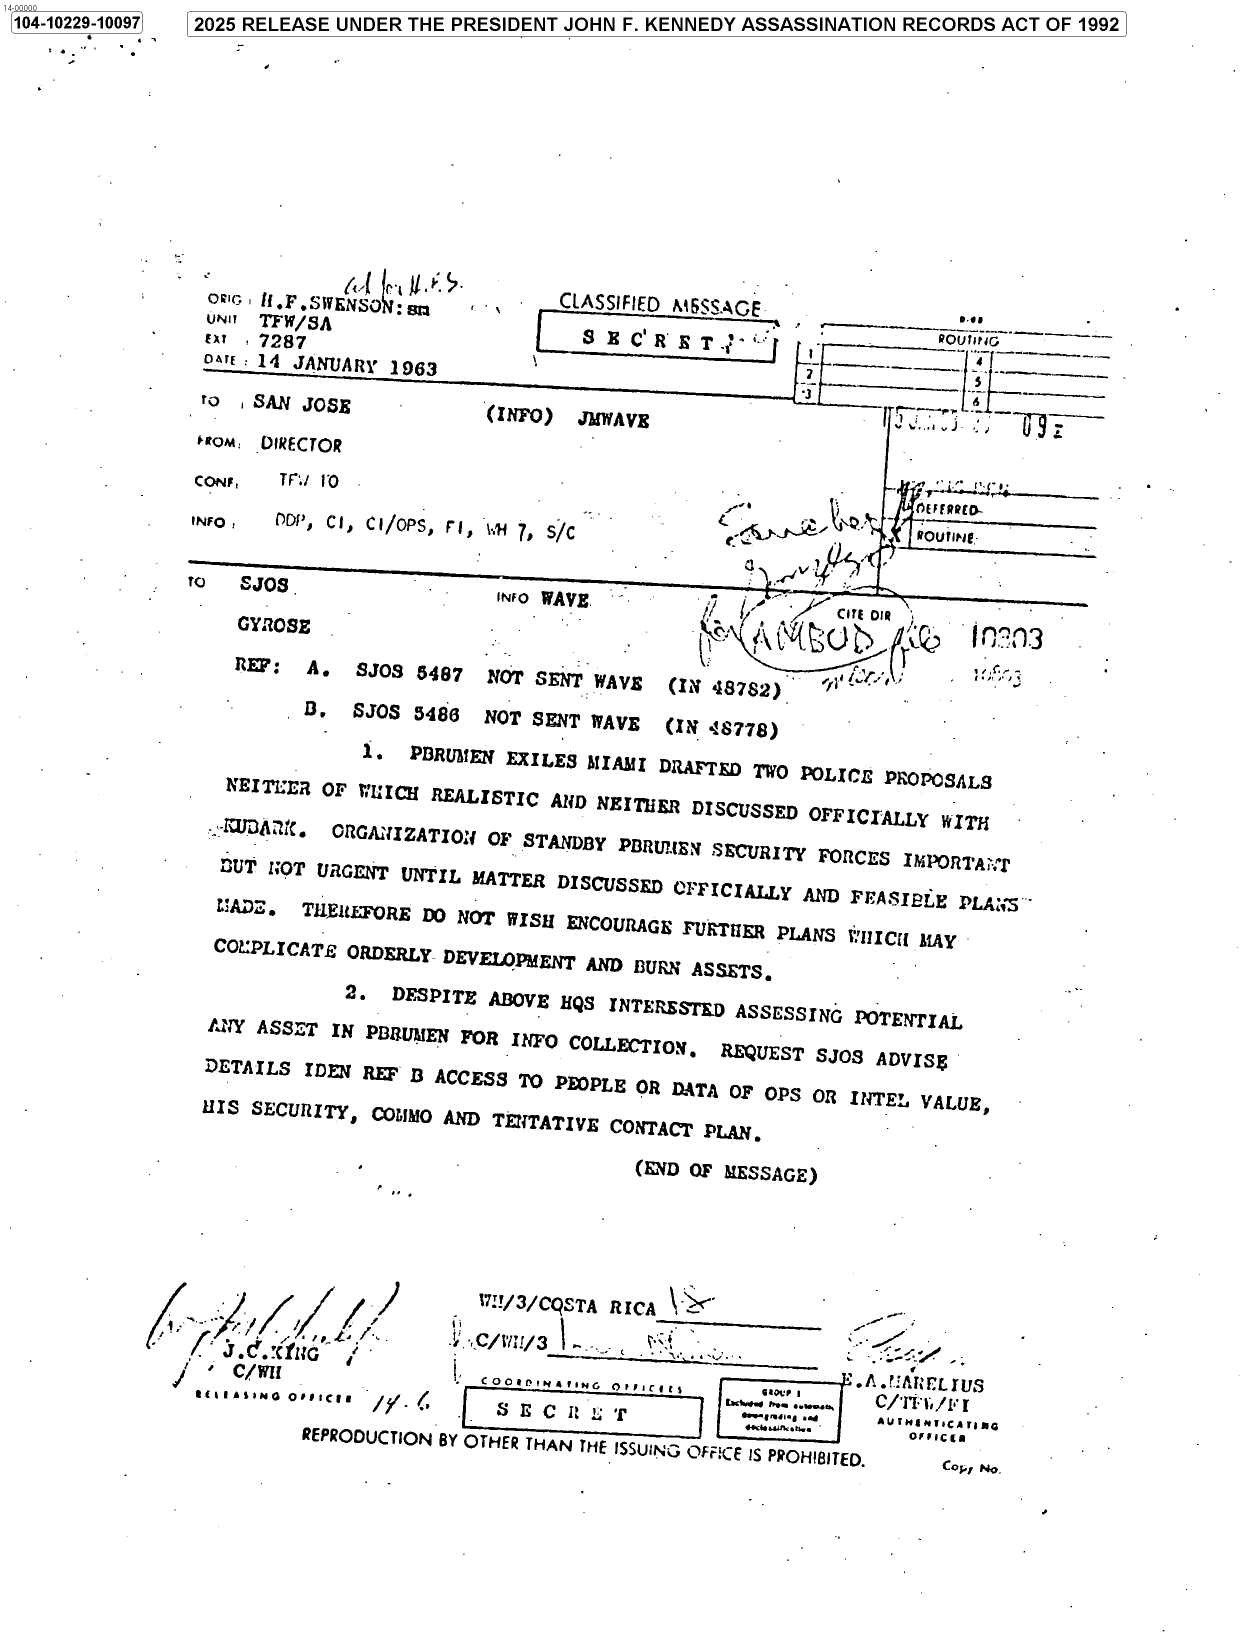 14-00000
104-10229-10097
2025 RELEASE UNDER THE PRESIDENT JOHN F. KENNEDY ASSASSINATION RECORDS ACT OF 1992
ORIG : H.F.SWENSON:sm
UNIT TFW/SA
EXT : 7287
DATE : 14 JANUARY 1963
CLASSIFIED MESSAGE
S E C R E T
ROUTING
1 4
2 5
3 6
TO : SAN JOSE (INFO) JMWAVE
09z
FROM: DIRECTOR
CONF: TFW 10
INFO : DDP, CI, CI/OPS, FI, WH 7, S/C
DEFERRED
ROUTINE
TO SJOS INFO WAVE
CITE DIR
for AMBUD file
10803
10803
GYROSE
REF: A. SJOS 5487 NOT SENT WAVE (IN 48782)
B. SJOS 5486 NOT SENT WAVE (IN 48778)
1. PBRUMEN EXILES MIAMI DRAFTED TWO POLICE PROPOSALS
NEITHER OF WHICH REALISTIC AND NEITHER DISCUSSED OFFICIALLY WITH
KUBARK. ORGANIZATION OF STANDBY PBRUMEN SECURITY FORCES IMPORTANT
BUT NOT URGENT UNTIL MATTER DISCUSSED OFFICIALLY AND FEASIBLE PLANS
MADE. THEREFORE DO NOT WISH ENCOURAGE FURTHER PLANS WHICH MAY
COMPLICATE ORDERLY DEVELOPMENT AND BURN ASSETS.
2. DESPITE ABOVE HQS INTERESTED ASSESSING POTENTIAL
ANY ASSET IN PBRUMEN FOR INFO COLLECTION. REQUEST SJOS ADVISE
DETAILS IDEN REF B ACCESS TO PEOPLE OR DATA OF OPS OR INTEL VALUE,
HIS SECURITY, COMMO AND TENTATIVE CONTACT PLAN.
(END OF MESSAGE)
WH/3/COSTA RICA
C/WH/3
J.C.KING
C/WH
RELEASING OFFICER
COORDINATING OFFICERS
S E C R E T
GROUP 1
Excluded from automatic
downgrading and
declassification
E.A.MARELIUS
C/TFW/FI
AUTHENTICATING
OFFICER
REPRODUCTION BY OTHER THAN THE ISSUING OFFICE IS PROHIBITED.
Copy No.